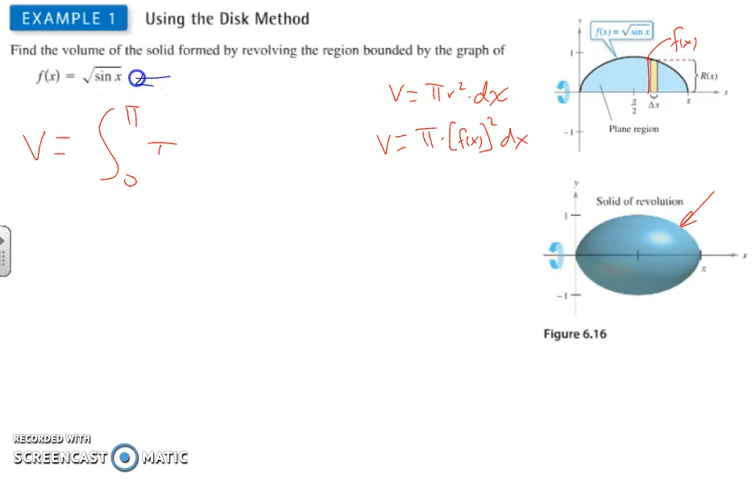 EXAMPLE 1 Using the Disk Method
Find the volume of the solid formed by revolving the region bounded by the graph of
f(x) = √sin x
V = ∫₀^π π
V = πr²·dx
V = π·[f(x)]² dx
y
f(x) = √sin x
f(x)
1
R(x)
x
π/2
Δx
π
−1
Plane region
y
Solid of revolution
1
x
π
−1
Figure 6.16
RECORDED WITH
SCREENCAST MATIC